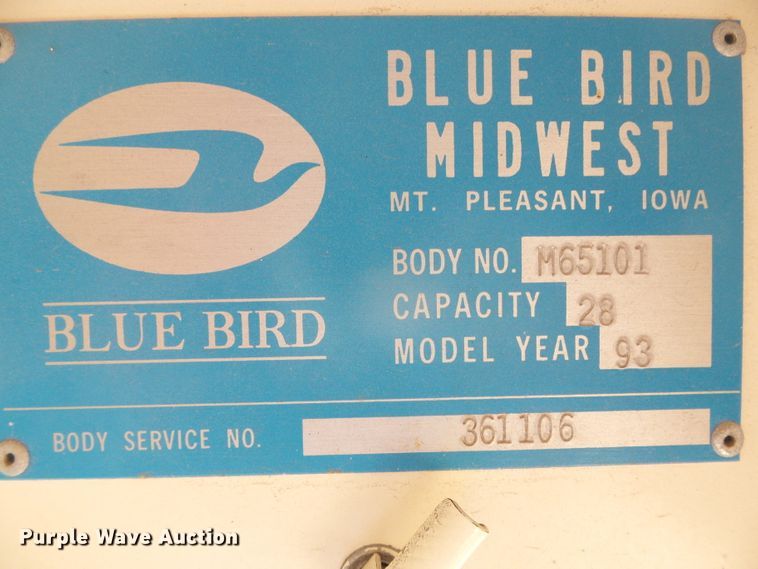 BLUE BIRD
MIDWEST
MT. PLEASANT, IOWA
BODY NO. M65101
CAPACITY 28
MODEL YEAR 93
BLUE BIRD
BODY SERVICE NO. 361106
Purple Wave Auction